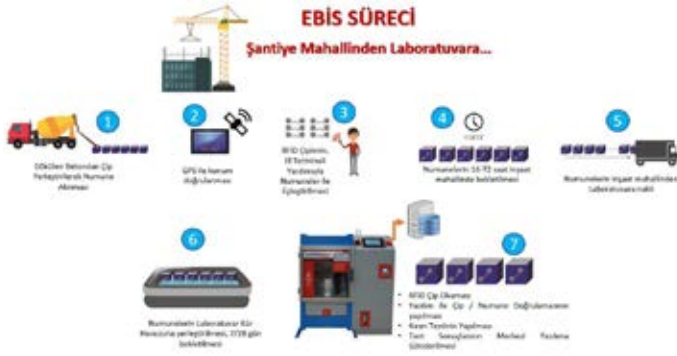 EBİS SÜRECİ
Şantiye Mahallinden Laboratuvara...
1
2
3
4
5
Dökülen Betondan Çip
Yerleştirilerek Numune
Alınması
GPS ile konum
doğrulanması
RFID Çiplerin,
El Terminali
Yardımıyla
Numuneler ile
Eşleştirilmesi
Numunelerin 16-72 saat inşaat
mahallinde bekletilmesi
Numunelerin inşaat mahallinden
Laboratuvara nakli
6
7
Numunelerin Laboratuvar Kür
Havuzuna yerleştirilmesi, 7/28 gün
bekletilmesi
• RFID Çip Okuması
• Yazılım ile Çip / Numune Doğrulamasının
yapılması
• Kırım Testinin Yapılması
• Test Sonuçlarının Merkezi Yazılıma
Gönderilmesi